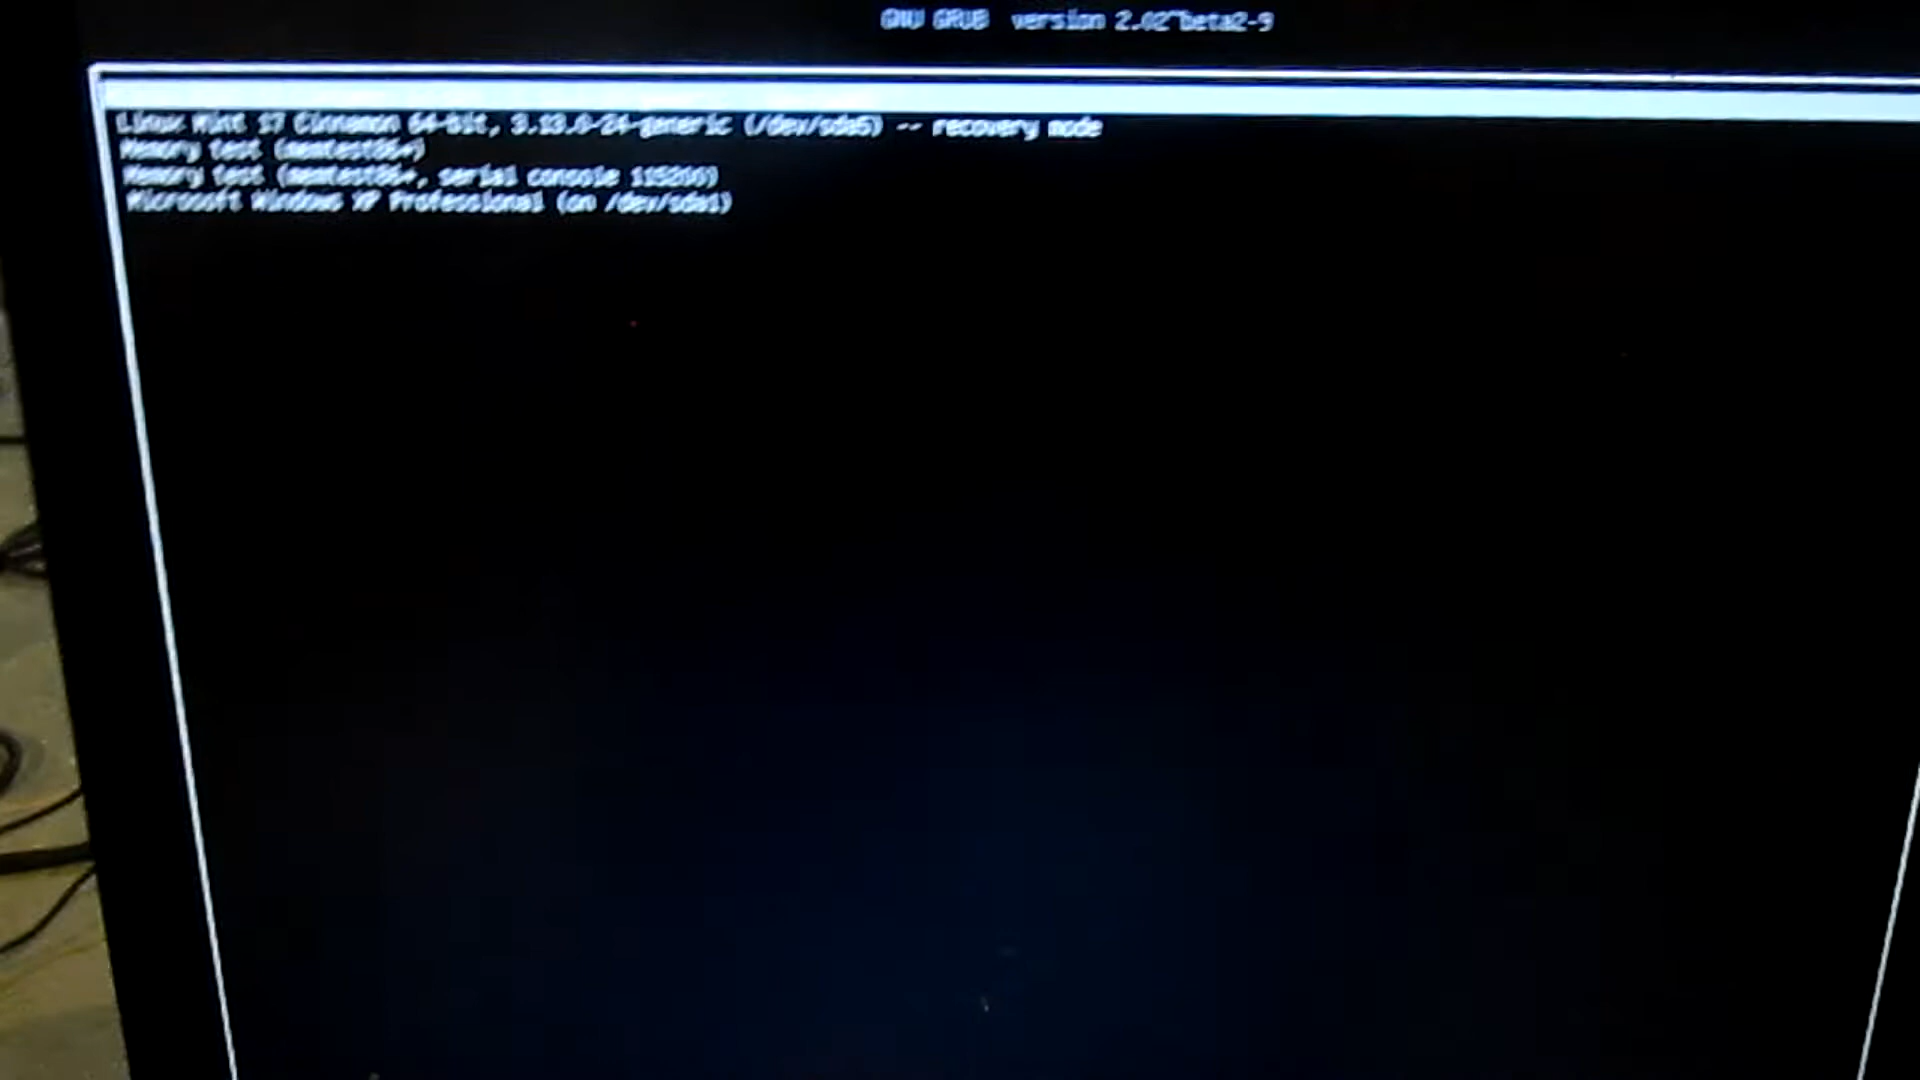 GNU GRUB version 2.02~beta2-9
Linux Mint 17 Cinnamon 64-bit, 3.13.0-24-generic (/dev/sda5) -- recovery mode
Memory test (memtest86+)
Memory test (memtest86+, serial console 115200)
Microsoft Windows XP Professional (on /dev/sda1)